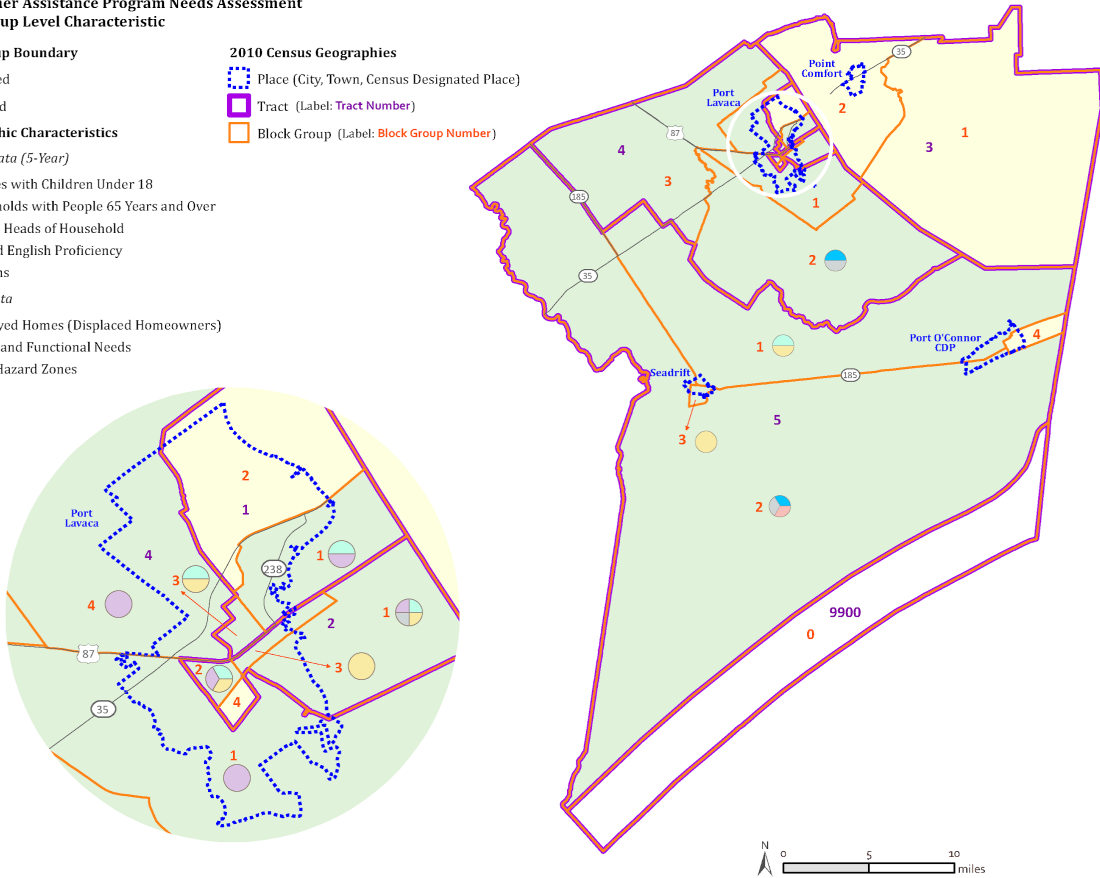 er Assistance Program Needs Assessment
up Level Characteristic
up Boundary
ed
d
hic Characteristics
ata (5-Year)
es with Children Under 18
holds with People 65 Years and Over
Heads of Household
d English Proficiency
ns
ta
yed Homes (Displaced Homeowners)
and Functional Needs
Hazard Zones
2010 Census Geographies
Place (City, Town, Census Designated Place)
Tract (Label: Tract Number)
Block Group (Label: Block Group Number)
35
Point
Comfort
Port
Lavaca
2
1
87
3
4
3
185
1
2
35
Port O'Connor
CDP
4
1
Seadrift
185
5
3
2
9900
0
2
1
Port
Lavaca
4
1
238
3
4
1
2
87
2
3
4
35
1
N
0
5
10
miles